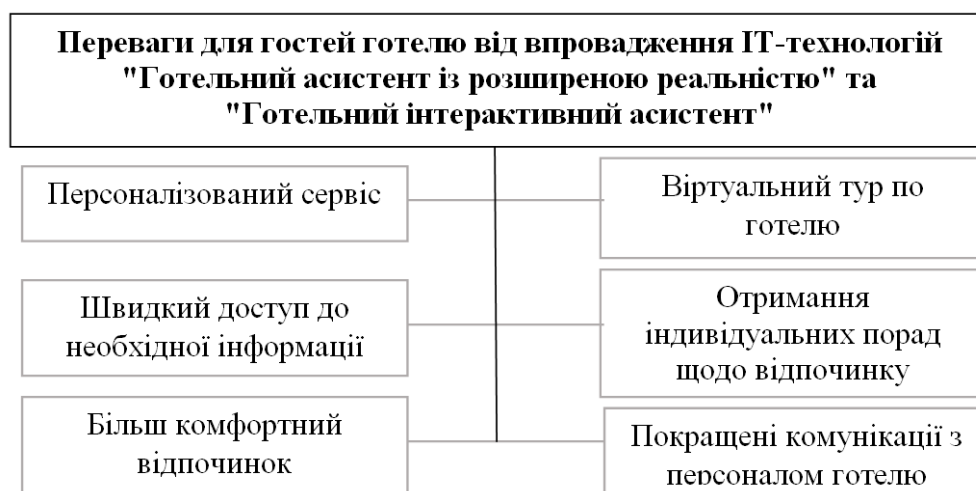 Переваги для гостей готелю від впровадження ІТ-технологій
"Готельний асистент із розширеною реальністю" та
"Готельний інтерактивний асистент"
Персоналізований сервіс
Віртуальний тур по
готелю
Швидкий доступ до
необхідної інформації
Отримання
індивідуальних порад
щодо відпочинку
Більш комфортний
відпочинок
Покращені комунікації з
персоналом готелю